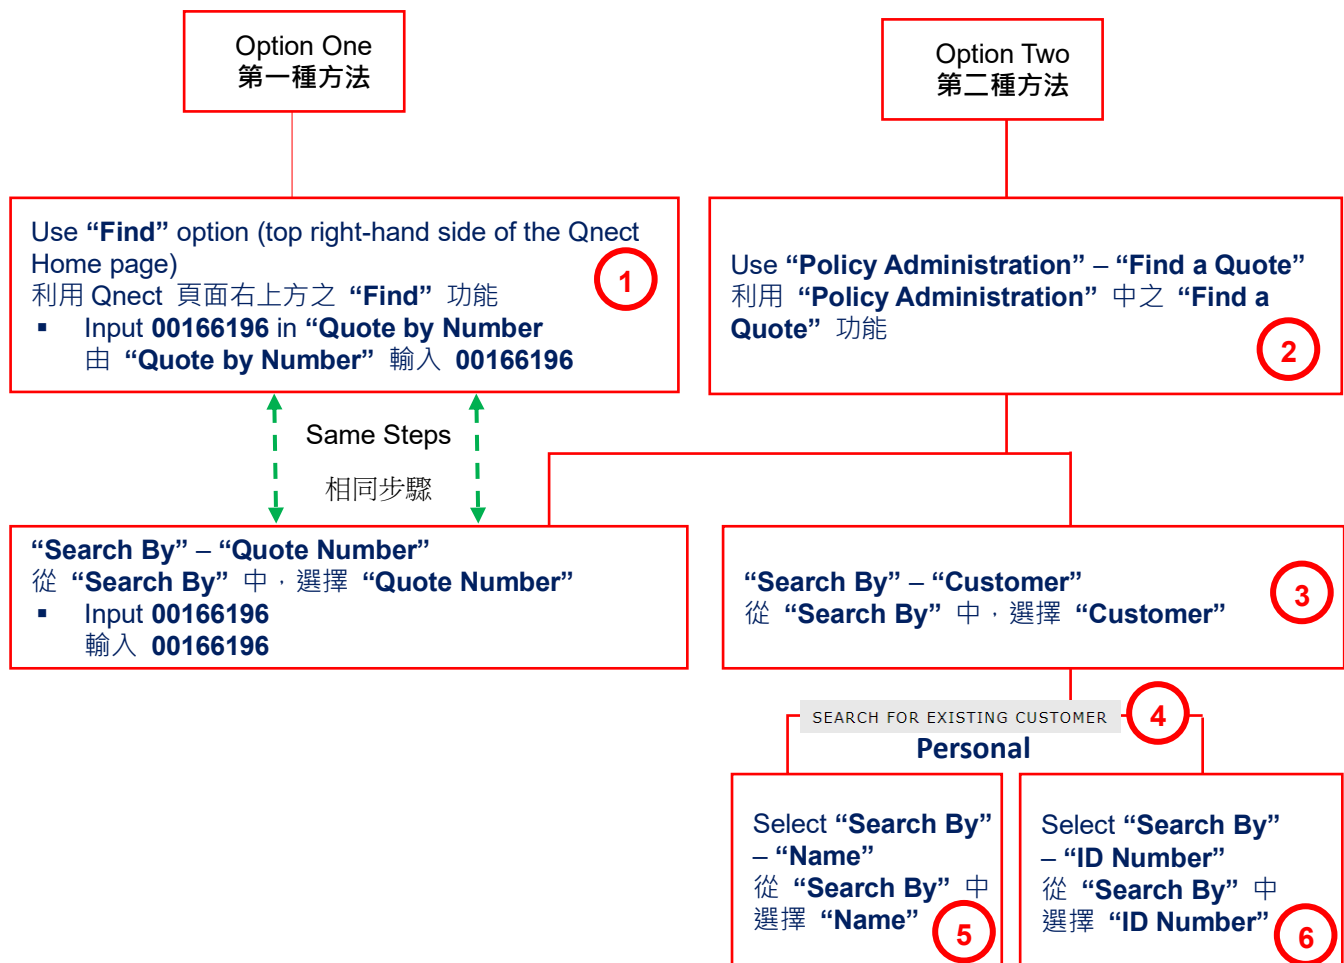 Option One
第一種方法
Option Two
第二種方法
Use “Find” option (top right-hand side of the Qnect
Home page)
利用 Qnect 頁面右上方之 “Find” 功能
▪ Input 00166196 in “Quote by Number
由 “Quote by Number” 輸入 00166196
1
Use “Policy Administration” – “Find a Quote”
利用 “Policy Administration” 中之 “Find a
Quote” 功能
2
Same Steps
相同步驟
“Search By” – “Quote Number”
從 “Search By” 中，選擇 “Quote Number”
▪ Input 00166196
輸入 00166196
“Search By” – “Customer”
從 “Search By” 中，選擇 “Customer”
3
SEARCH FOR EXISTING CUSTOMER
4
Personal
Select “Search By”
– “Name”
從 “Search By” 中
選擇 “Name”
5
Select “Search By”
– “ID Number”
從 “Search By” 中
選擇 “ID Number”
6